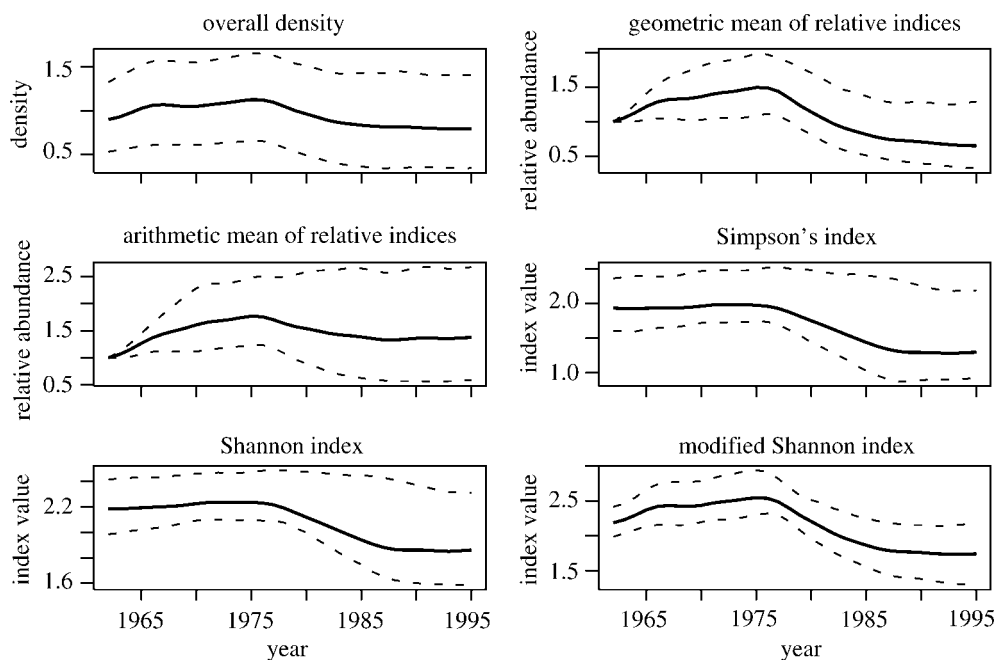 overall density
density
1.5
0.5
geometric mean of relative indices
relative abundance
1.5
0.5
arithmetic mean of relative indices
relative abundance
2.5
1.5
0.5
Simpson's index
index value
2.0
1.0
Shannon index
index value
2.2
1.6
1965 1975 1985 1995
year
modified Shannon index
index value
2.5
1.5
1965 1975 1985 1995
year